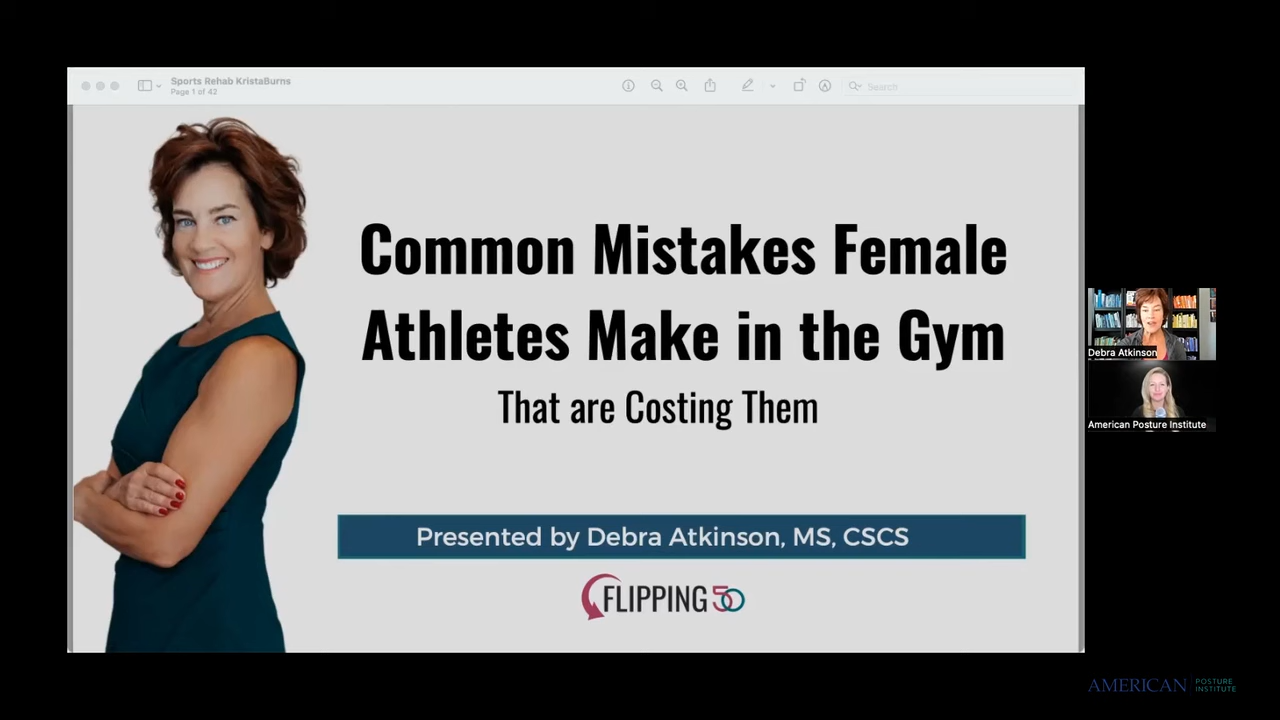 Sports Rehab KristaBurns
Page 1 of 42
Search
Common Mistakes Female
Athletes Make in the Gym
That are Costing Them
Presented by Debra Atkinson, MS, CSCS
FLIPPING 50
Debra Atkinson
American Posture Institute
AMERICAN POSTURE
INSTITUTE